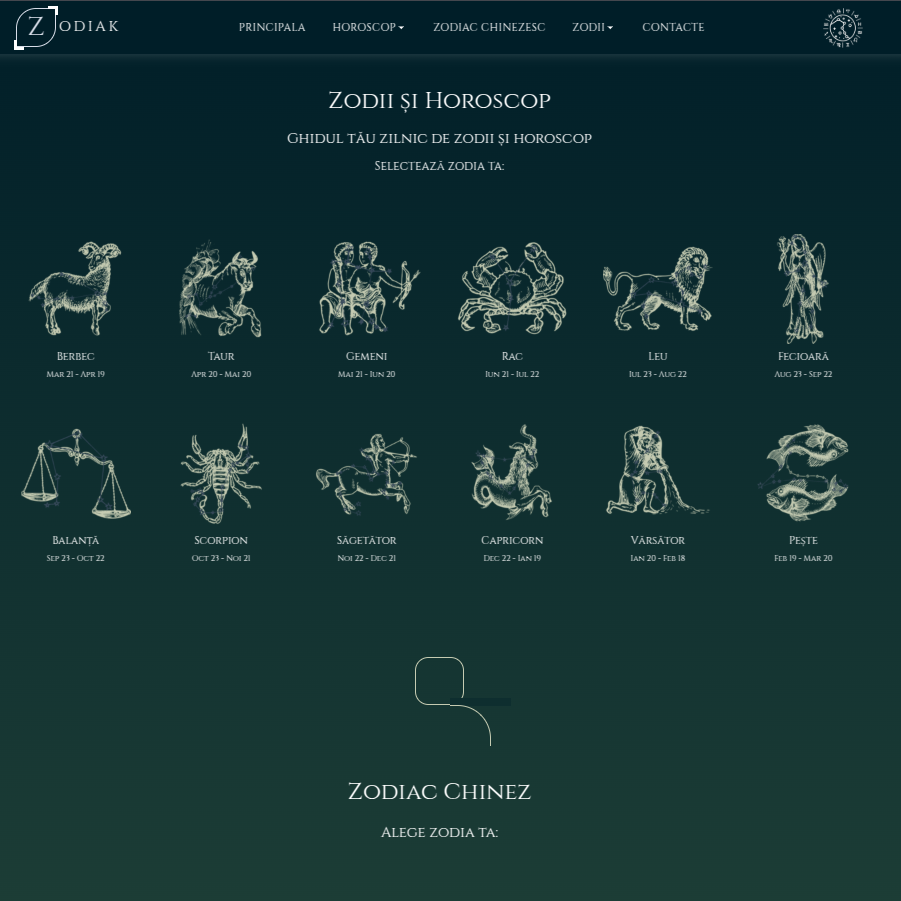 ZODIAK
PRINCIPALA HOROSCOP ZODIAC CHINEZESC ZODII CONTACTE
Zodii și Horoscop
Ghidul tău zilnic de zodii și horoscop
Selectează zodia ta:
Berbec Taur Gemeni Rac Leu Fecioară
Mar 21 - Apr 19 Apr 20 - Mai 20 Mai 21 - Iun 20 Iun 21 - Iul 22 Iul 23 - Aug 22 Aug 23 - Sep 22
Balanță Scorpion Săgetător Capricorn Vărsător Pește
Sep 23 - Oct 22 Oct 23 - Noi 21 Noi 22 - Dec 21 Dec 22 - Ian 19 Ian 20 - Feb 18 Feb 19 - Mar 20
Zodiac Chinez
Alege zodia ta: